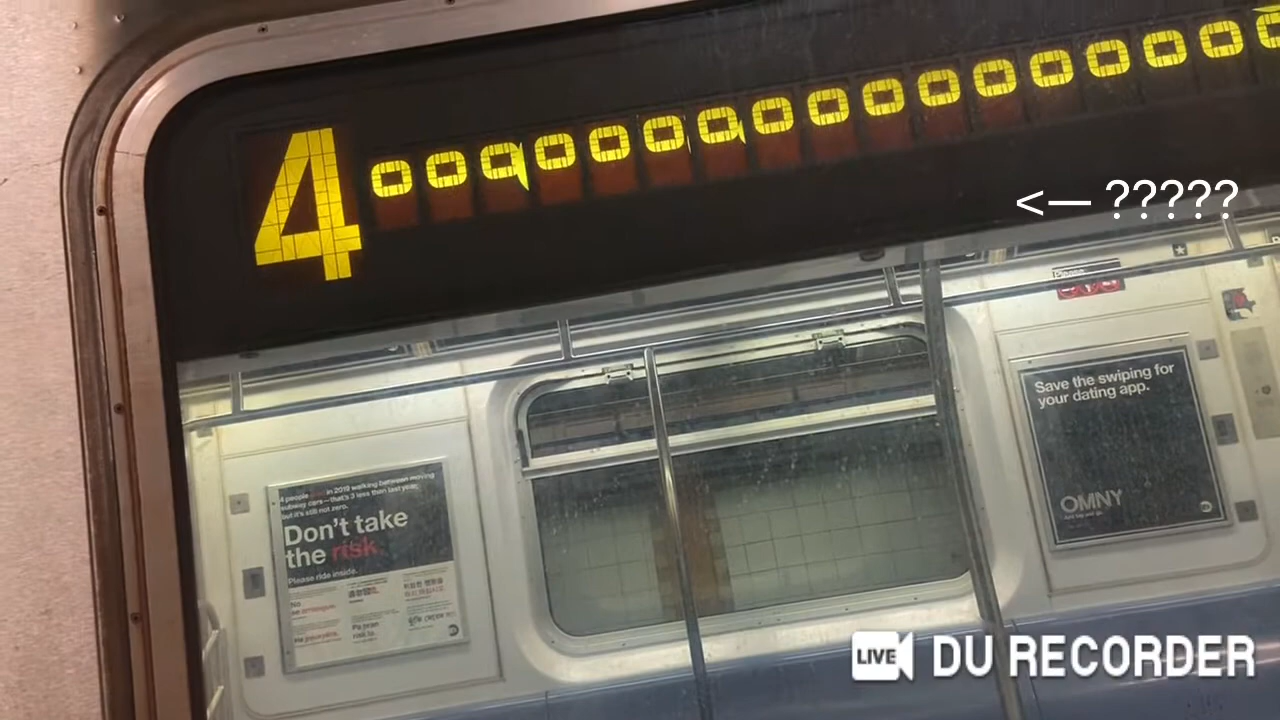 4 oooooooooooooooo
<— ?????
Save the swiping for
your dating app.
OMNY
4 people died in 2019 walking between moving
subway cars—that's 3 less than last year,
but it's still not zero.
Don't take
the risk.
Please ride inside.
LIVE DU RECORDER